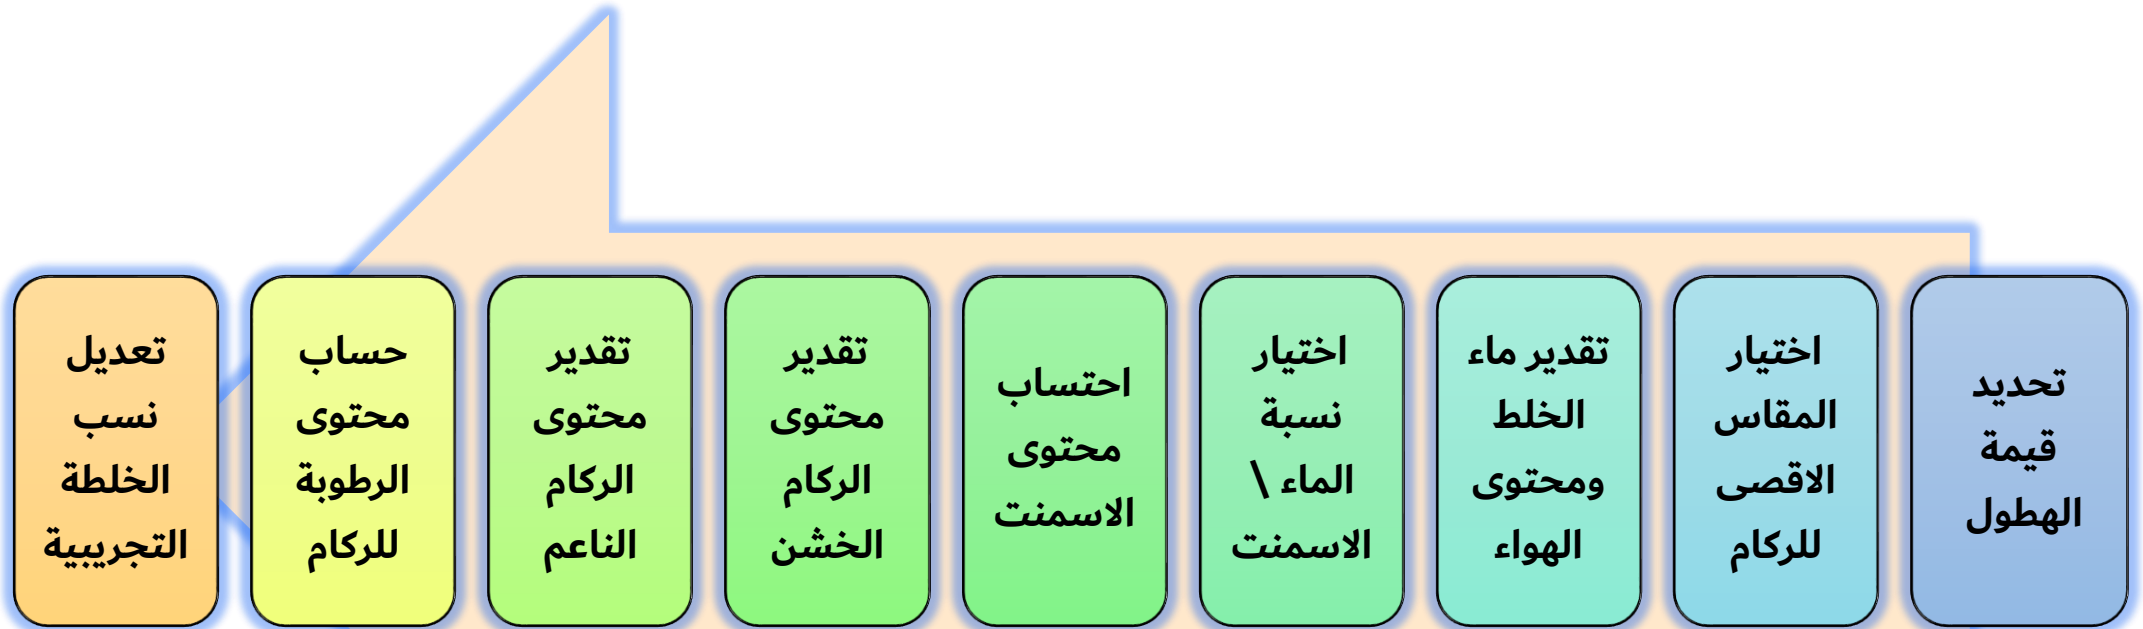 تحديد
قيمة
الهطول
اختيار
المقاس
الاقصى
للركام
تقدير ماء
الخلط
ومحتوى
الهواء
اختيار
نسبة
الماء \
الاسمنت
احتساب
محتوى
الاسمنت
تقدير
محتوى
الركام
الخشن
تقدير
محتوى
الركام
الناعم
حساب
محتوى
الرطوبة
للركام
تعديل
نسب
الخلطة
التجريبية